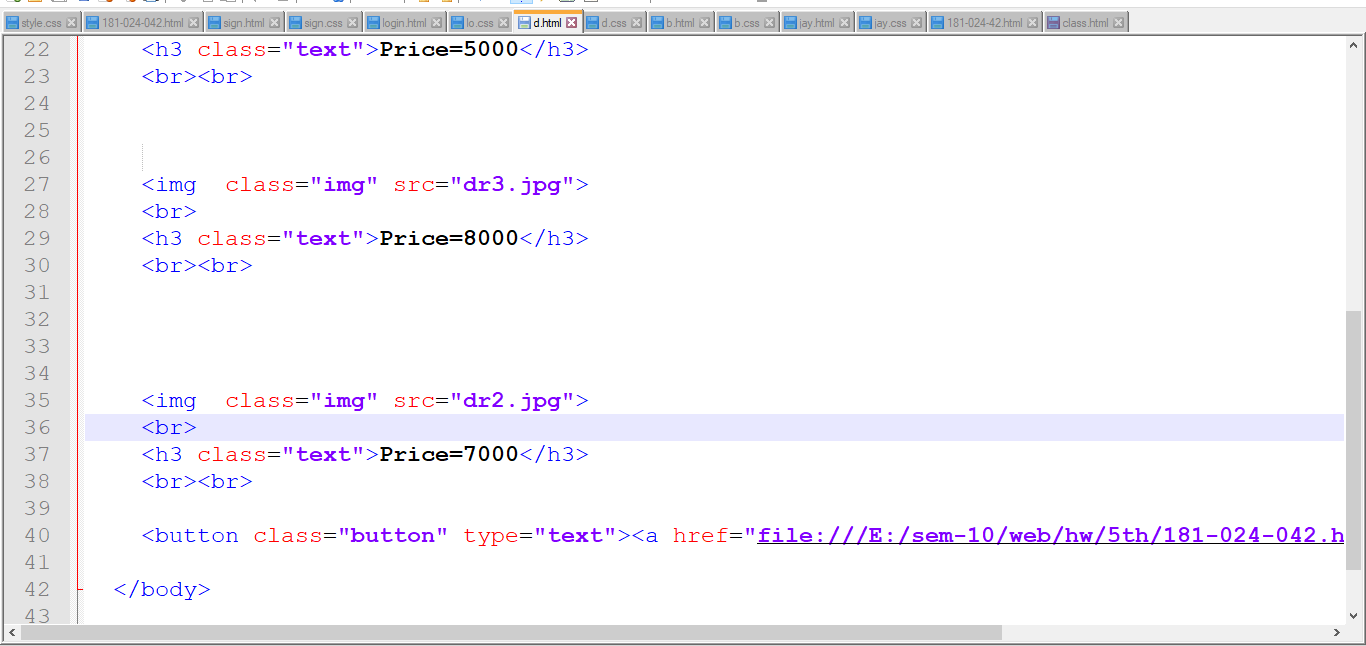 style.css 181-024-042.html sign.html sign.css login.html lo.css d.html d.css b.html b.css jay.html jay.css 181-024-42.html class.html
22 <h3 class="text">Price=5000</h3>
23 <br><br>
24
25
26
27 <img  class="img" src="dr3.jpg">
28 <br>
29 <h3 class="text">Price=8000</h3>
30 <br><br>
31
32
33
34
35 <img  class="img" src="dr2.jpg">
36 <br>
37 <h3 class="text">Price=7000</h3>
38 <br><br>
39
40 <button class="button" type="text"><a href="file:///E:/sem-10/web/hw/5th/181-024-042.h
41
42 </body>
43